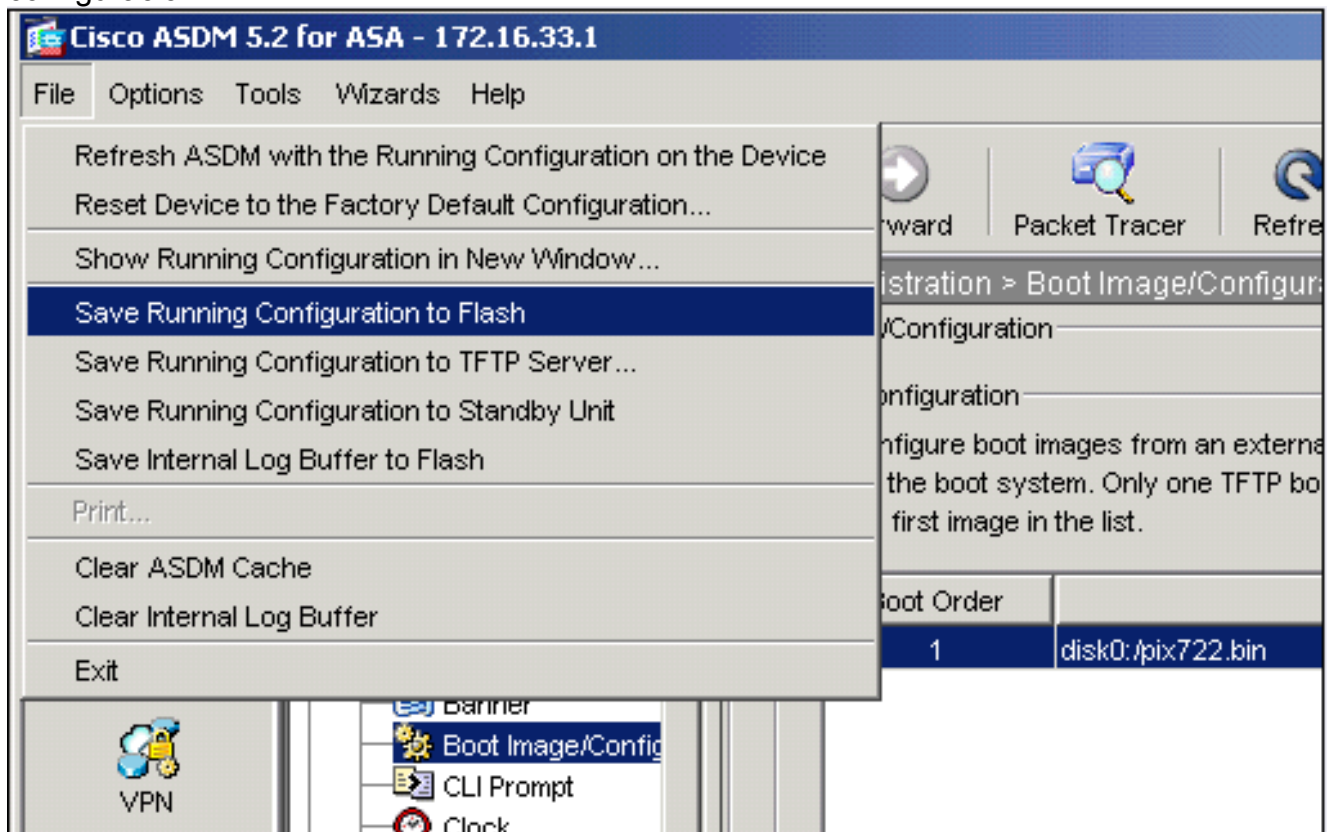 Cisco ASDM 5.2 for ASA - 172.16.33.1
File Options Tools Wizards Help
Refresh ASDM with the Running Configuration on the Device
Reset Device to the Factory Default Configuration...
Show Running Configuration in New Window...
Save Running Configuration to Flash
Save Running Configuration to TFTP Server...
Save Running Configuration to Standby Unit
Save Internal Log Buffer to Flash
Print...
Clear ASDM Cache
Clear Internal Log Buffer
Exit
ward Packet Tracer Refre
istration > Boot Image/Configur
/Configuration
onfiguration
nfigure boot images from an externa
the boot system. Only one TFTP bo
first image in the list.
Boot Order
1 disk0:/pix722.bin
Banner
Boot Image/Config
CLI Prompt
Clock
VPN